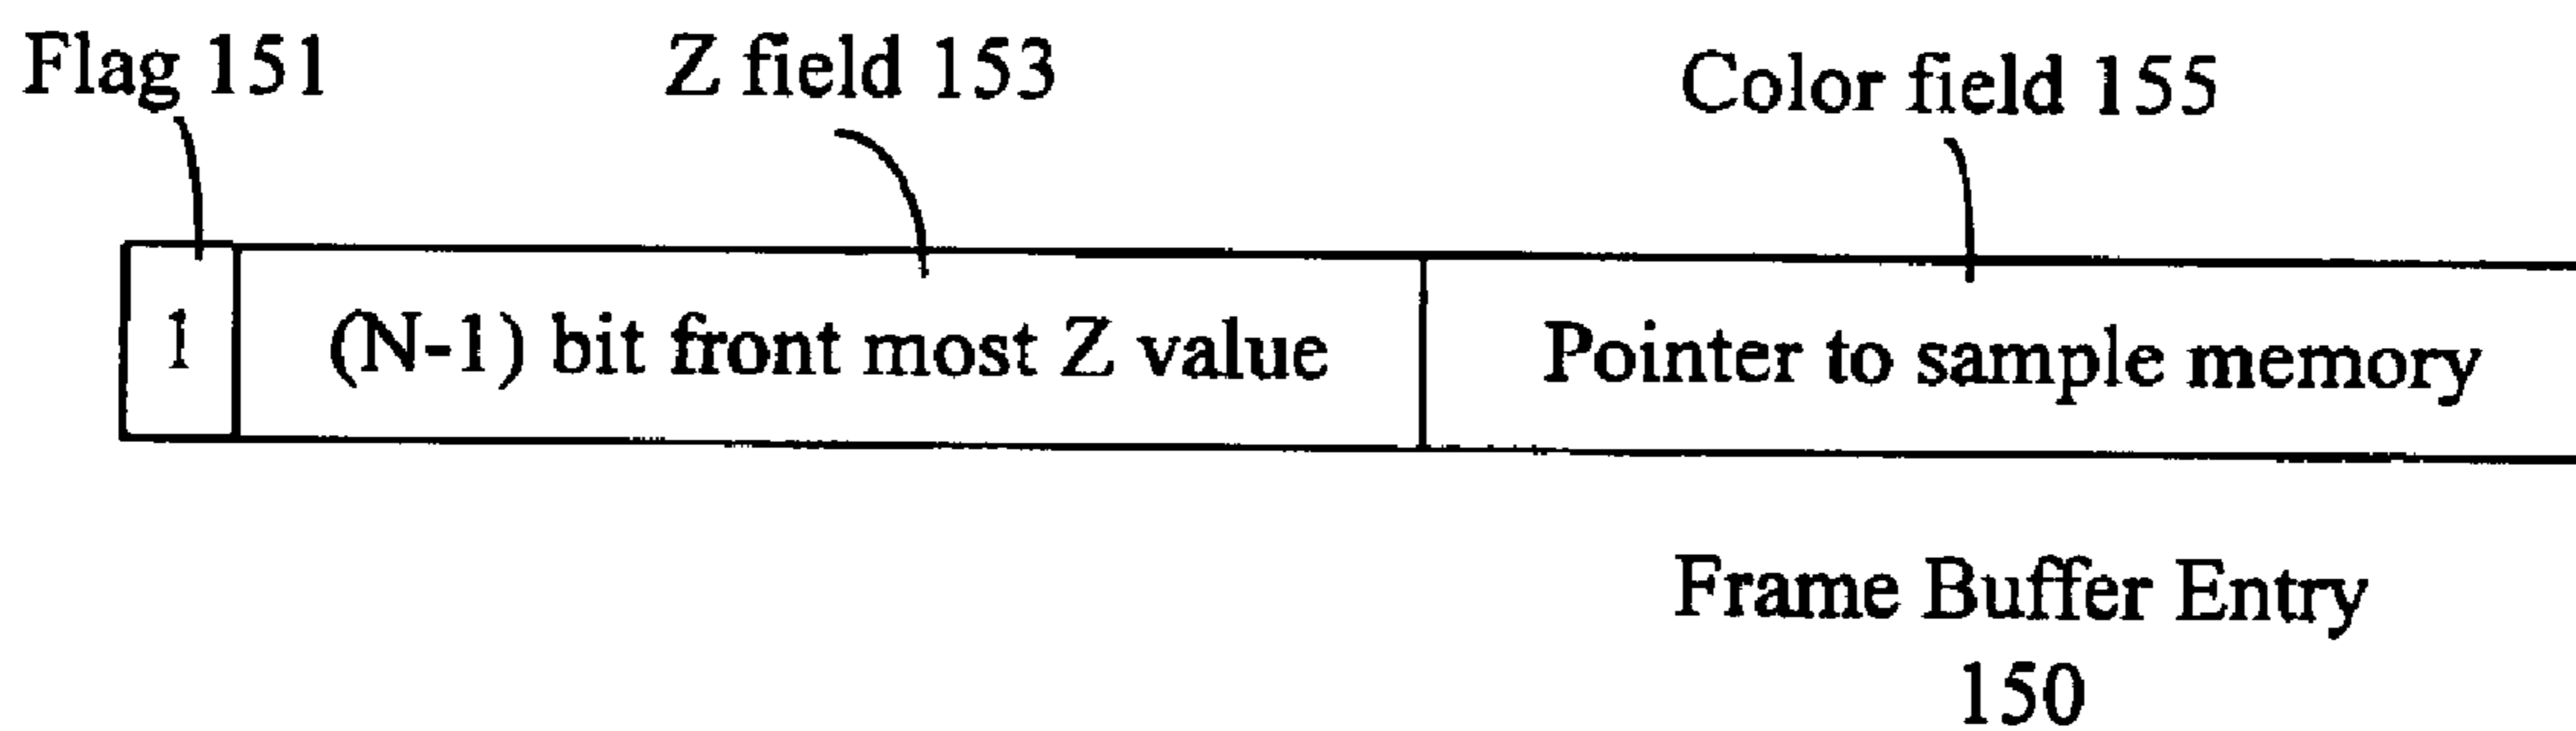 Flag 151 Z field 153 Color field 155
1 (N-1) bit front most Z value Pointer to sample memory
Frame Buffer Entry
150